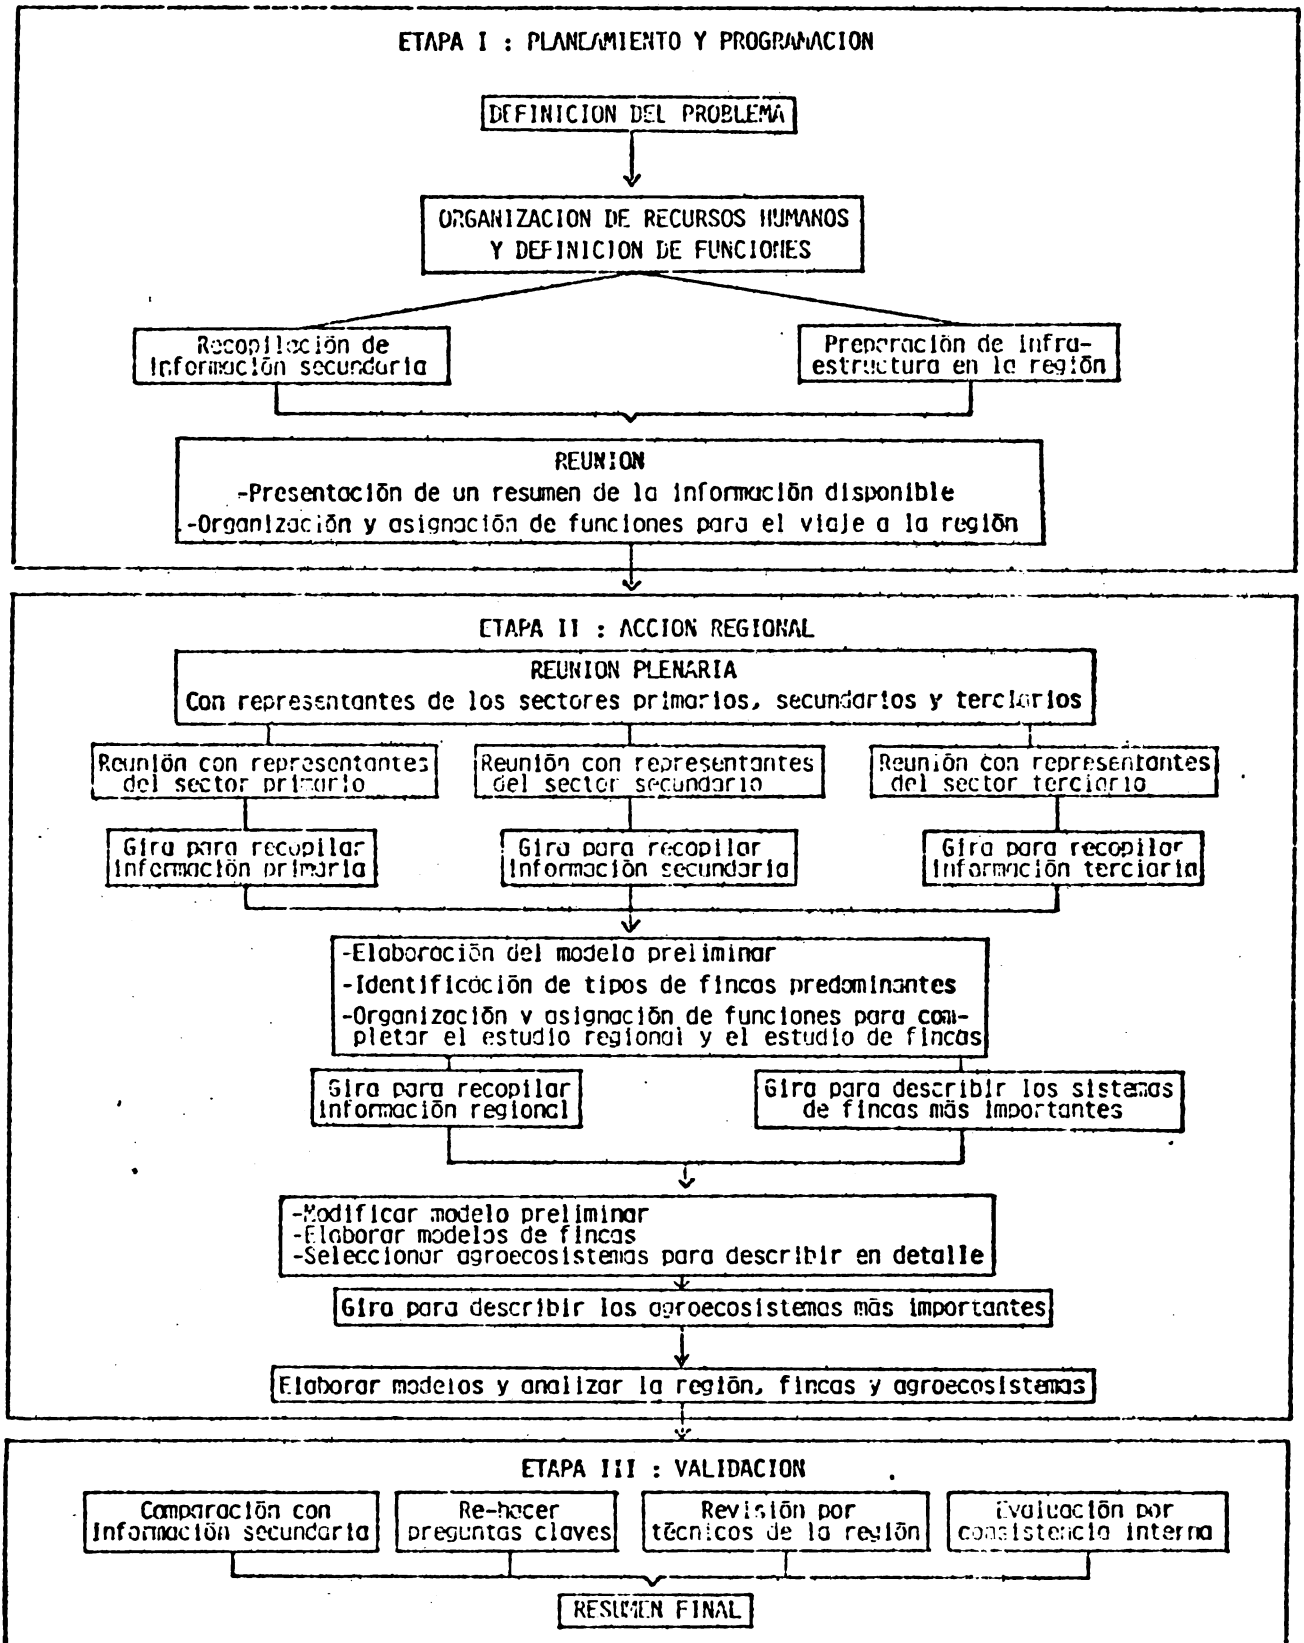 ETAPA I : PLANEAMIENTO Y PROGRAMACION
DEFINICION DEL PROBLEMA
ORGANIZACION DE RECURSOS HUMANOS
Y DEFINICION DE FUNCIONES
Recopilación de
información secundaria
Preparación de infra-
estructura en la región
REUNION
-Presentación de un resumen de la información disponible
-Organización y asignación de funciones para el viaje a la región
ETAPA II : ACCION REGIONAL
REUNION PLENARIA
Con representantes de los sectores primarios, secundarios y terciarios
Reunión con representantes
del sector primario
Reunión con representantes
del sector secundario
Reunión con representantes
del sector terciario
Gira para recopilar
información primaria
Gira para recopilar
información secundaria
Gira para recopilar
información terciaria
-Elaboración del modelo preliminar
-Identificación de tipos de fincas predominantes
-Organización y asignación de funciones para com-
pletar el estudio regional y el estudio de fincas
Gira para recopilar
información regional
Gira para describir los sistemas
de fincas más importantes
-Modificar modelo preliminar
-Elaborar modelos de fincas
-Seleccionar agroecosistemas para describir en detalle
Gira para describir los agroecosistemas más importantes
Elaborar modelos y analizar la región, fincas y agroecosistemas
ETAPA III : VALIDACION
Comparación con
información secundaria
Re-hacer
preguntas claves
Revisión por
técnicos de la región
Evaluación por
consistencia interna
RESUMEN FINAL